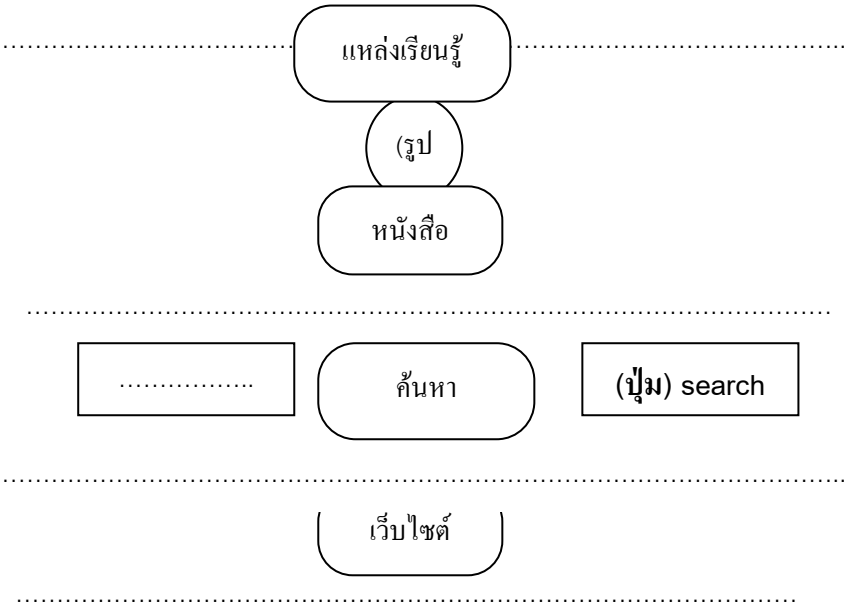 แหล่งเรียนรู้
(รูป
หนังสือ
……………..
ค้นหา
(ปุ่ม) search
เว็บไซต์